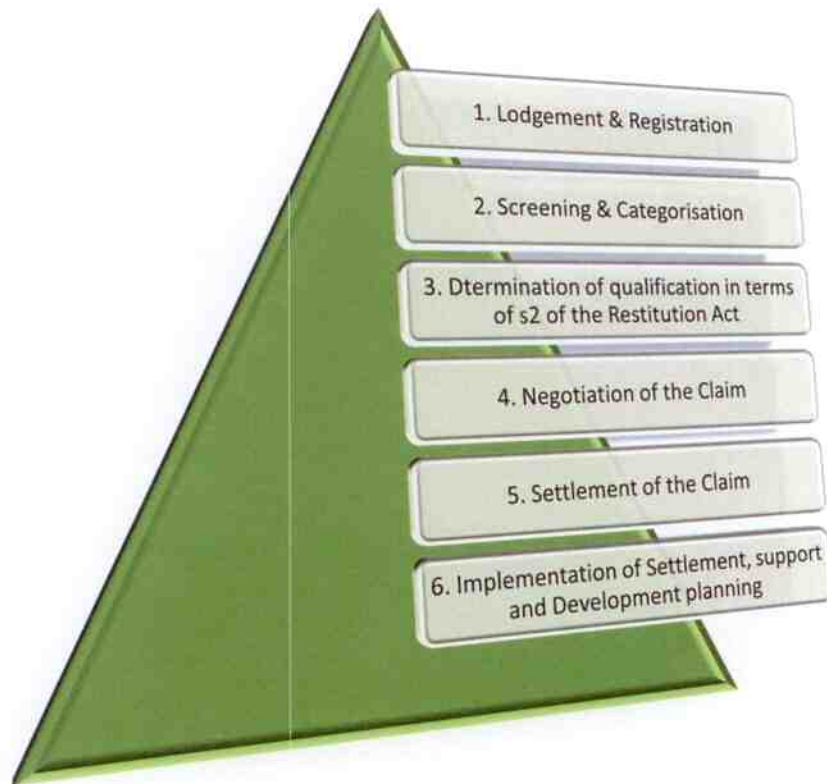 1. Lodgement & Registration
2. Screening & Categorisation
3. Dtermination of qualification in terms
of s2 of the Restitution Act
4. Negotiation of the Claim
5. Settlement of the Claim
6. Implementation of Settlement, support
and Development planning